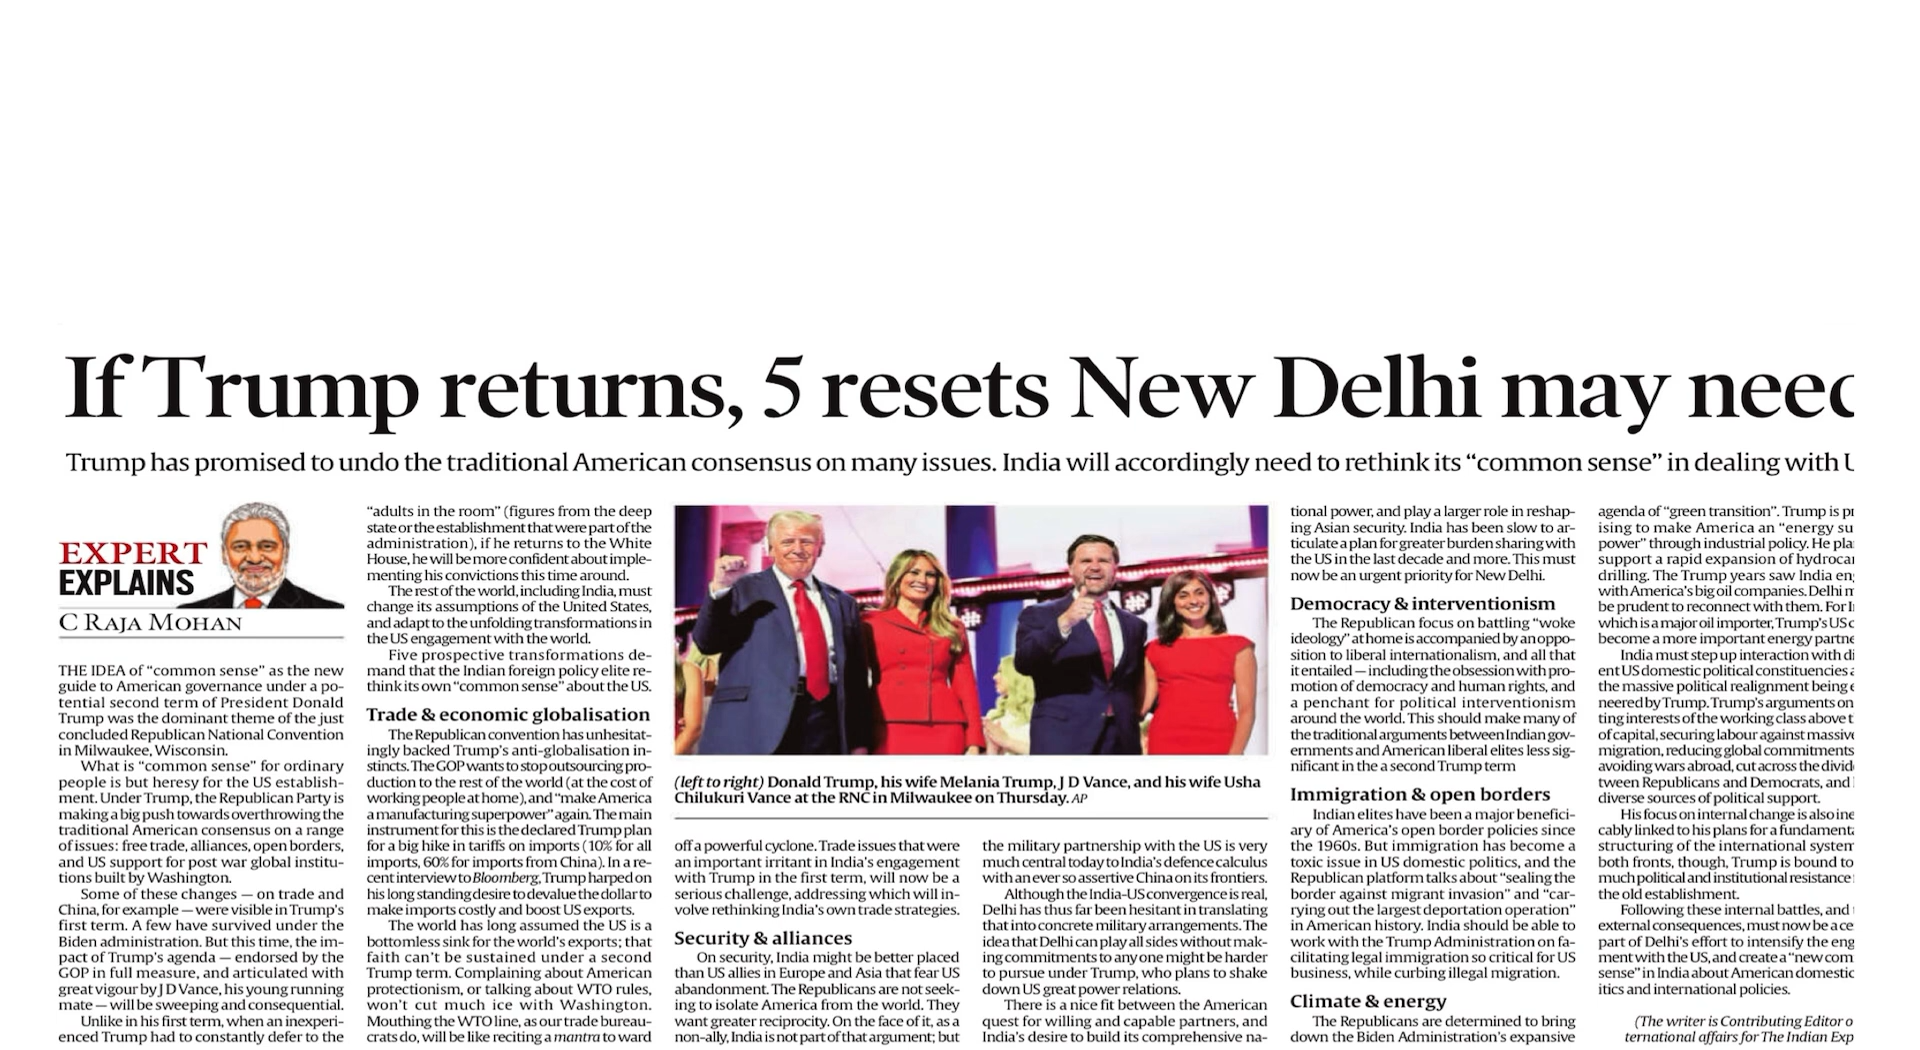 If Trump returns, 5 resets New Delhi may need
Trump has promised to undo the traditional American consensus on many issues. India will accordingly need to rethink its “common sense” in dealing with
EXPERT
EXPLAINS
C RAJA MOHAN
THE IDEA of “common sense” as the new
guide to American governance under a po-
tential second term of President Donald
Trump was the dominant theme of the just
concluded Republican National Convention
in Milwaukee, Wisconsin.
What is “common sense” for ordinary
people is but heresy for the US establish-
ment. Under Trump, the Republican Party is
making a big push towards overthrowing the
traditional American consensus on a range
of issues: free trade, alliances, open borders,
and US support for post war global institu-
tions built by Washington.
Some of these changes — on trade and
China, for example — were visible in Trump’s
first term. A few have survived under the
Biden administration. But this time, the im-
pact of Trump’s agenda — endorsed by the
GOP in full measure, and articulated with
great vigour by J D Vance, his young running
mate — will be sweeping and consequential.
Unlike in his first term, when an inexperi-
enced Trump had to constantly defer to the
“adults in the room” (figures from the deep
state or the establishment that were part of the
administration), if he returns to the White
House, he will be more confident about imple-
menting his convictions this time around.
The rest of the world, including India, must
change its assumptions of the United States,
and adapt to the unfolding transformations in
the US engagement with the world.
Five prospective transformations de-
mand that the Indian foreign policy elite re-
think its own “common sense” about the US.
Trade & economic globalisation
The Republican convention has unhesitat-
ingly backed Trump’s anti-globalisation in-
stincts. The GOP wants to stop outsourcing pro-
duction to the rest of the world (at the cost of
working people at home), and “make America
a manufacturing superpower” again. The main
instrument for this is the declared Trump plan
for a big hike in tariffs on imports (10% for all
imports, 60% for imports from China). In a re-
cent interview to Bloomberg, Trump harped on
his long standing desire to devalue the dollar to
make imports costly and boost US exports.
The world has long assumed the US is a
bottomless sink for the world’s exports; that
faith can’t be sustained under a second
Trump term. Complaining about American
protectionism, or talking about WTO rules,
won’t cut much ice with Washington.
Mouthing the WTO line, as our trade bureau-
crats do, will be like reciting a mantra to ward
(left to right) Donald Trump, his wife Melania Trump, J D Vance, and his wife Usha
Chilukuri Vance at the RNC in Milwaukee on Thursday. AP
off a powerful cyclone. Trade issues that were
an important irritant in India’s engagement
with Trump in the first term, will now be a
serious challenge, addressing which will in-
volve rethinking India’s own trade strategies.
Security & alliances
On security, India might be better placed
than US allies in Europe and Asia that fear US
abandonment. The Republicans are not seek-
ing to isolate America from the world. They
want greater reciprocity. On the face of it, as a
non-ally, India is not part of that argument; but
the military partnership with the US is very
much central today to India’s defence calculus
with an ever so assertive China on its frontiers.
Although the India-US convergence is real,
Delhi has thus far been hesitant in translating
that into concrete military arrangements. The
idea that Delhi can play all sides without mak-
ing commitments to any one might be harder
to pursue under Trump, who plans to shake
down US great power relations.
There is a nice fit between the American
quest for willing and capable partners, and
India’s desire to build its comprehensive na-
tional power, and play a larger role in reshap-
ing Asian security. India has been slow to ar-
ticulate a plan for greater burden sharing with
the US in the last decade and more. This must
now be an urgent priority for New Delhi.
Democracy & interventionism
The Republican focus on battling “woke
ideology” at home is accompanied by an oppo-
sition to liberal internationalism, and all that
it entailed — including the obsession with pro-
motion of democracy and human rights, and
a penchant for political interventionism
around the world. This should make many of
the traditional arguments between Indian gov-
ernments and American liberal elites less sig-
nificant in the a second Trump term
Immigration & open borders
Indian elites have been a major benefici-
ary of America’s open border policies since
the 1960s. But immigration has become a
toxic issue in US domestic politics, and the
Republican platform talks about “sealing the
border against migrant invasion” and “car-
rying out the largest deportation operation”
in American history. India should be able to
work with the Trump Administration on fa-
cilitating legal immigration so critical for US
business, while curbing illegal migration.
Climate & energy
The Republicans are determined to bring
down the Biden Administration’s expansive
agenda of “green transition”. Trump is pr
ising to make America an “energy su
power” through industrial policy. He pla
support a rapid expansion of hydrocar
drilling. The Trump years saw India en
with America’s big oil companies. Delhi m
be prudent to reconnect with them. For I
which is a major oil importer, Trump’s US c
become a more important energy partne
India must step up interaction with di
ent US domestic political constituencies a
the massive political realignment being e
neered by Trump. Trump’s arguments on
ting interests of the working class above t
of capital, securing labour against massive
migration, reducing global commitments
avoiding wars abroad, cut across the divid
tween Republicans and Democrats, and
diverse sources of political support.
His focus on internal change is also ine
cably linked to his plans for a fundamenta
structuring of the international system
both fronts, though, Trump is bound to
much political and institutional resistance
the old establishment.
Following these internal battles, and
external consequences, must now be a ce
part of Delhi’s effort to intensify the eng
ment with the US, and create a “new com
sense” in India about American domestic
itics and international policies.
(The writer is Contributing Editor o
ternational affairs for The Indian Exp